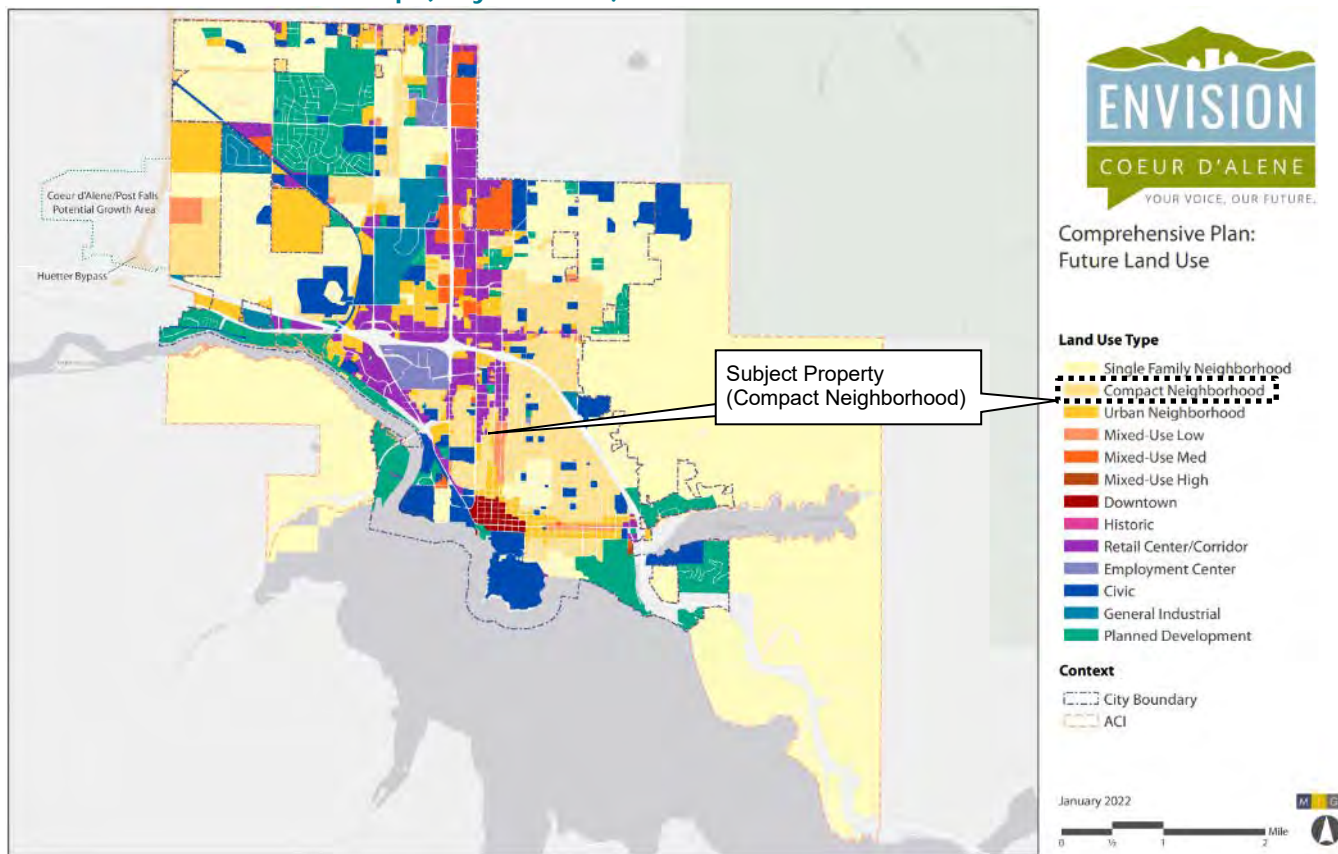 ENVISION
COEUR D'ALENE
YOUR VOICE, OUR FUTURE.
Comprehensive Plan:
Future Land Use
Coeur d'Alene/Post Falls
Potential Growth Area
Huetter Bypass
Subject Property
(Compact Neighborhood)
Land Use Type
Single Family Neighborhood
Compact Neighborhood
Urban Neighborhood
Mixed-Use Low
Mixed-Use Med
Mixed-Use High
Downtown
Historic
Retail Center/Corridor
Employment Center
Civic
General Industrial
Planned Development
Context
City Boundary
ACI
January 2022
M I G
Mile
0 ½ 1 2